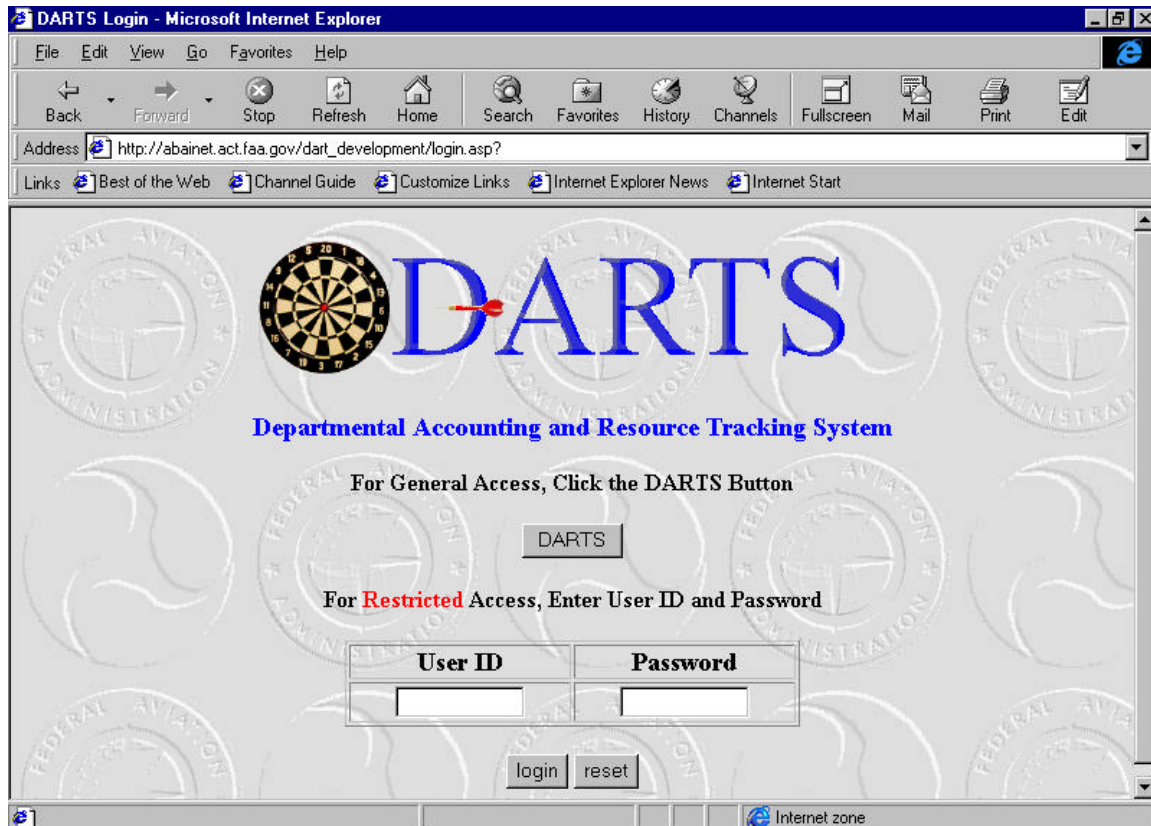 DARTS Login - Microsoft Internet Explorer
File Edit View Go Favorites Help
Back Forward Stop Refresh Home Search Favorites History Channels Fullscreen Mail Print Edit
Address http://abainet.act.faa.gov/dart_development/login.asp?
Links Best of the Web Channel Guide Customize Links Internet Explorer News Internet Start
DARTS
Departmental Accounting and Resource Tracking System
For General Access, Click the DARTS Button
DARTS
For Restricted Access, Enter User ID and Password
User ID Password
login reset
Internet zone
FEDERAL AVIATION ADMINISTRATION